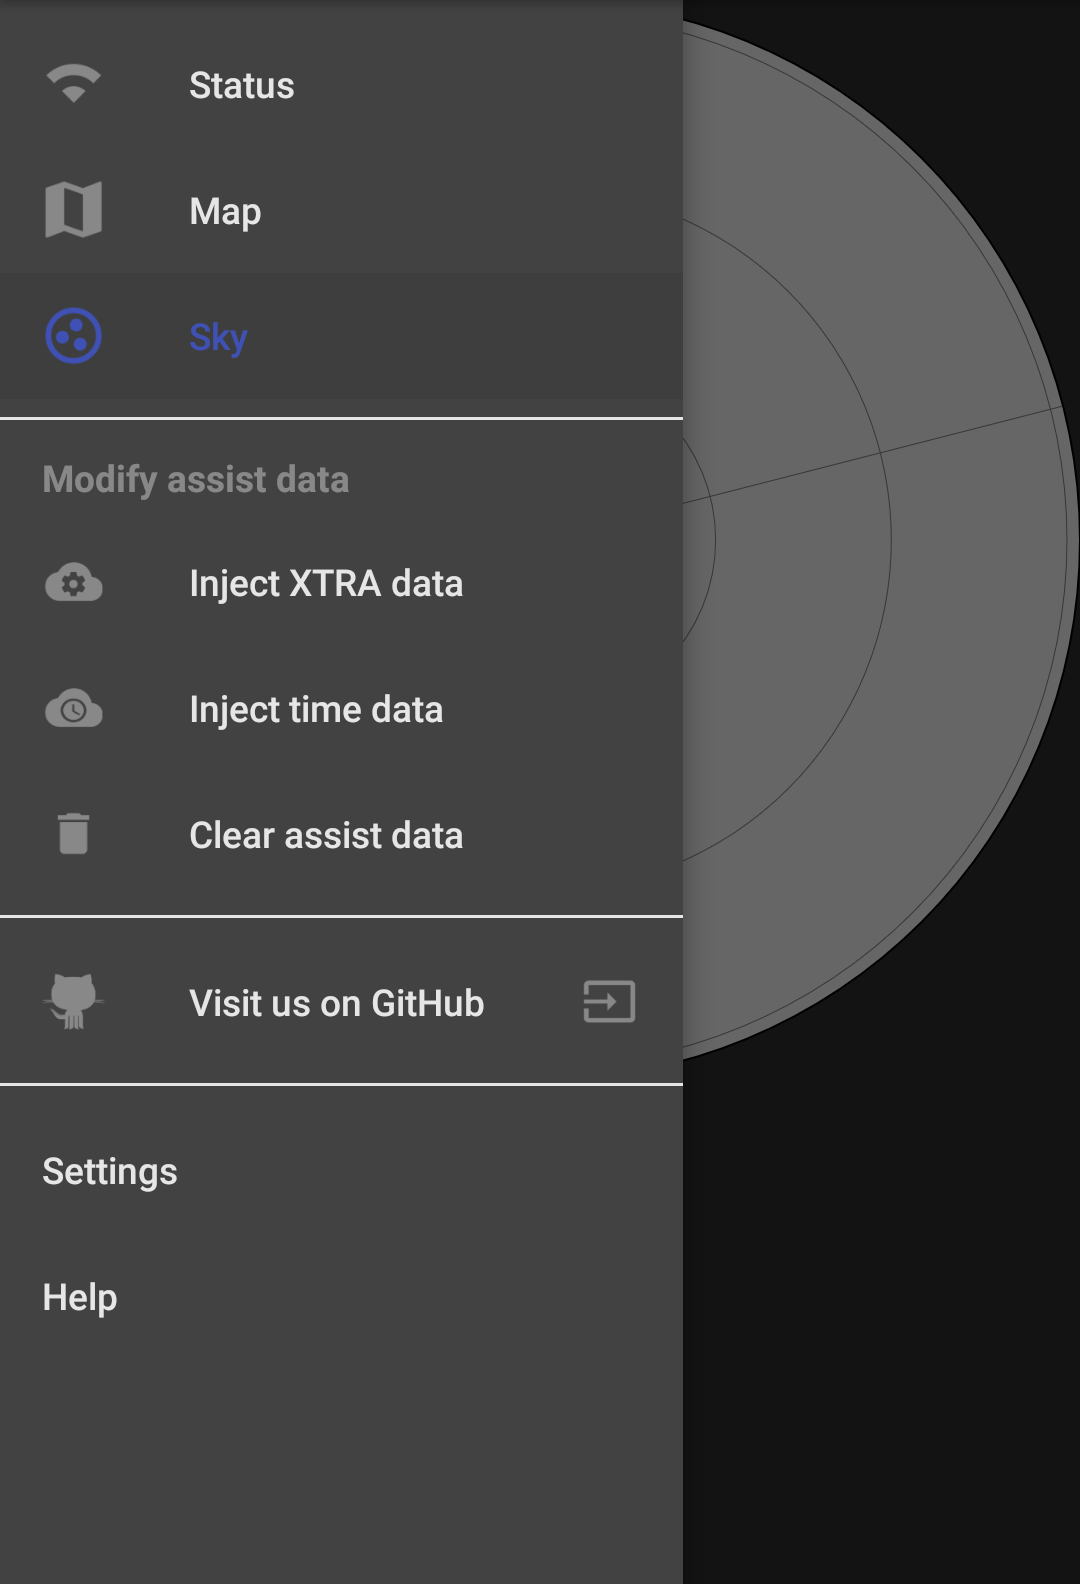 Status
Map
Sky
Modify assist data
Inject XTRA data
Inject time data
Clear assist data
Visit us on GitHub
Settings
Help